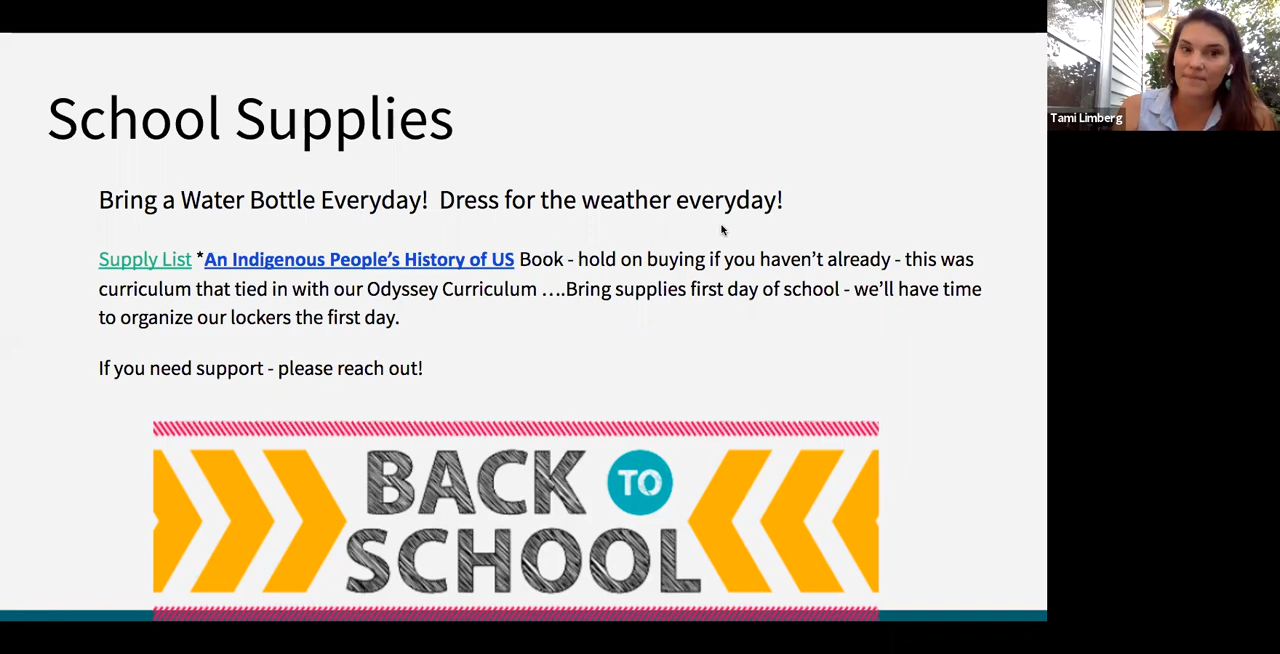 School Supplies
Bring a Water Bottle Everyday!  Dress for the weather everyday!
Supply List *An Indigenous People's History of US Book - hold on buying if you haven't already - this was
curriculum that tied in with our Odyssey Curriculum ....Bring supplies first day of school - we'll have time
to organize our lockers the first day.
If you need support - please reach out!
BACK TO
SCHOOL
Tami Limberg